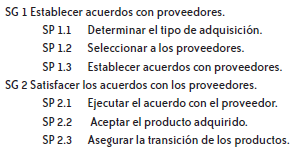 SG 1 Establecer acuerdos con proveedores.
SP 1.1 Determinar el tipo de adquisición.
SP 1.2 Seleccionar a los proveedores.
SP 1.3 Establecer acuerdos con proveedores.
SG 2 Satisfacer los acuerdos con los proveedores.
SP 2.1 Ejecutar el acuerdo con el proveedor.
SP 2.2 Aceptar el producto adquirido.
SP 2.3 Asegurar la transición de los productos.